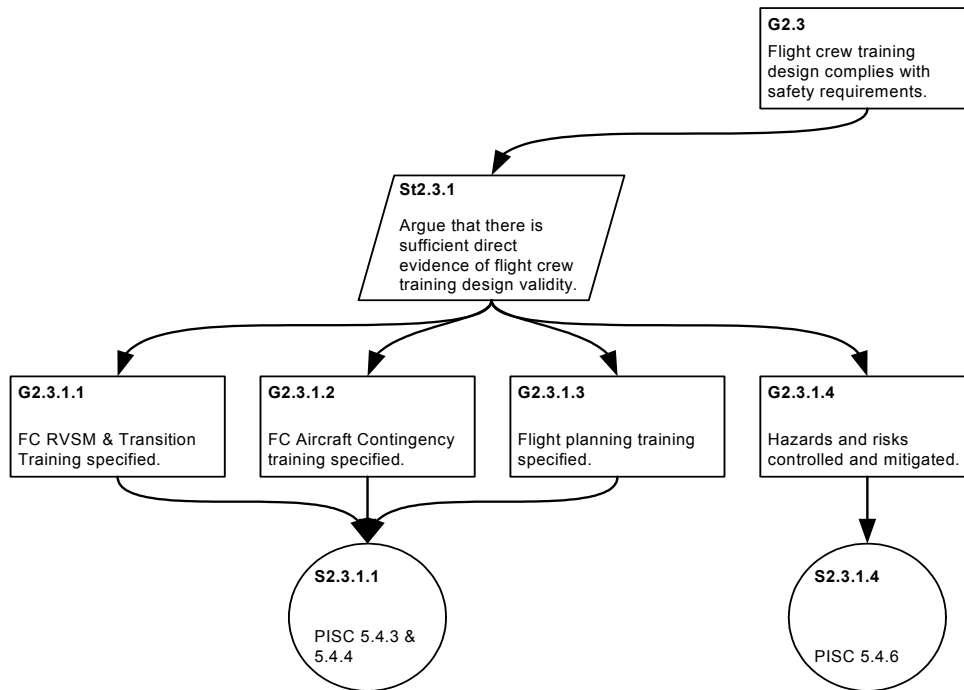 G2.3
Flight crew training
design complies with
safety requirements.
St2.3.1
Argue that there is
sufficient direct
evidence of flight crew
training design validity.
G2.3.1.1
FC RVSM & Transition
Training specified.
G2.3.1.2
FC Aircraft Contingency
training specified.
G2.3.1.3
Flight planning training
specified.
G2.3.1.4
Hazards and risks
controlled and mitigated.
S2.3.1.1
PISC 5.4.3 &
5.4.4
S2.3.1.4
PISC 5.4.6